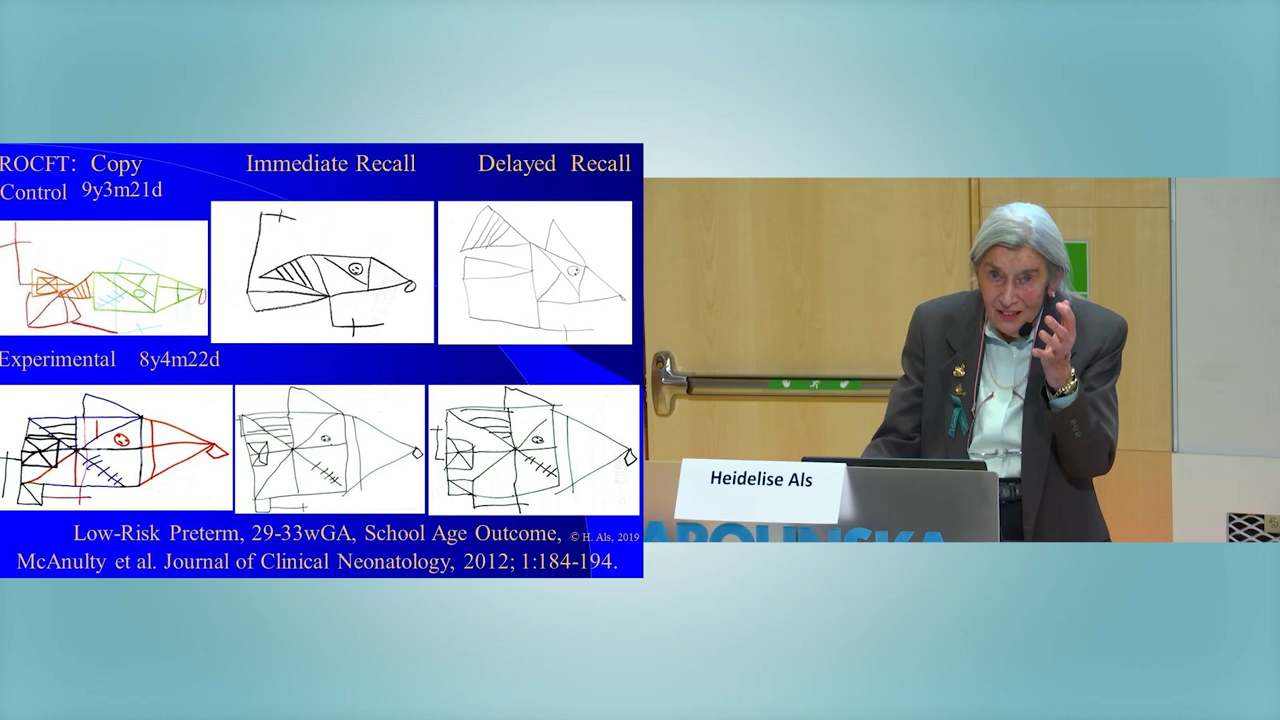 ROCFT: Copy
Immediate Recall
Delayed Recall
Control 9y3m21d
Experimental 8y4m22d
Low-Risk Preterm, 29-33wGA, School Age Outcome, © H. Als, 2019
McAnulty et al. Journal of Clinical Neonatology, 2012; 1:184-194.
Heidelise Als
KAROLINSKA